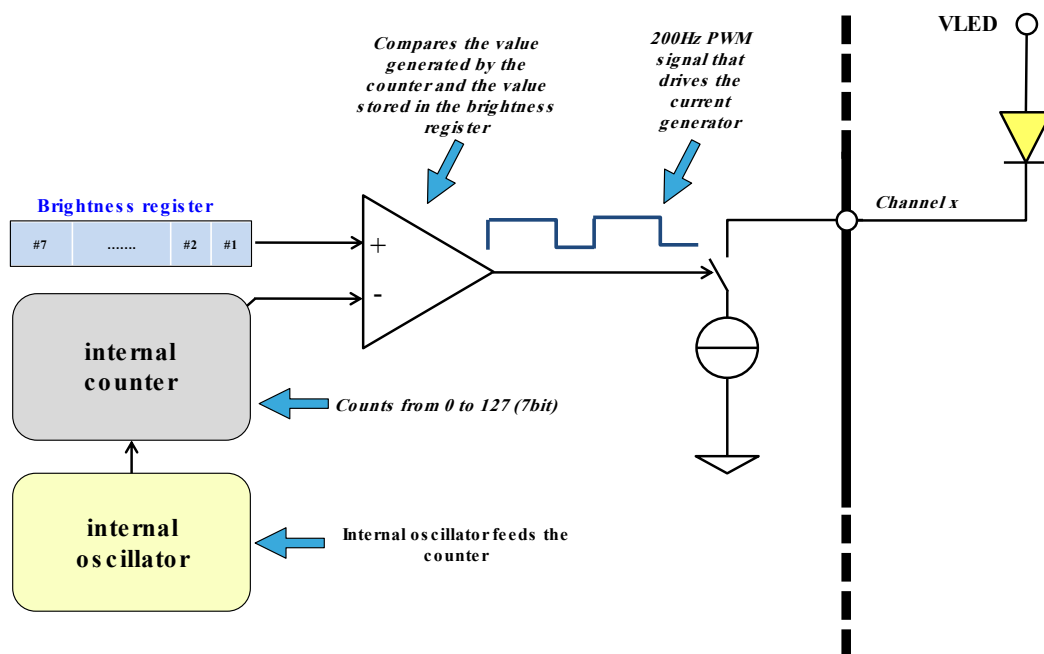 VLED
Compares the value
generated by the
counter and the value
stored in the brightness
register
200Hz PWM
signal that
drives the
current
generator
Brightness register
#7 ....... #2 #1
+
-
Channel x
internal
counter
Counts from 0 to 127 (7bit)
internal
oscillator
Internal oscillator feeds the
counter